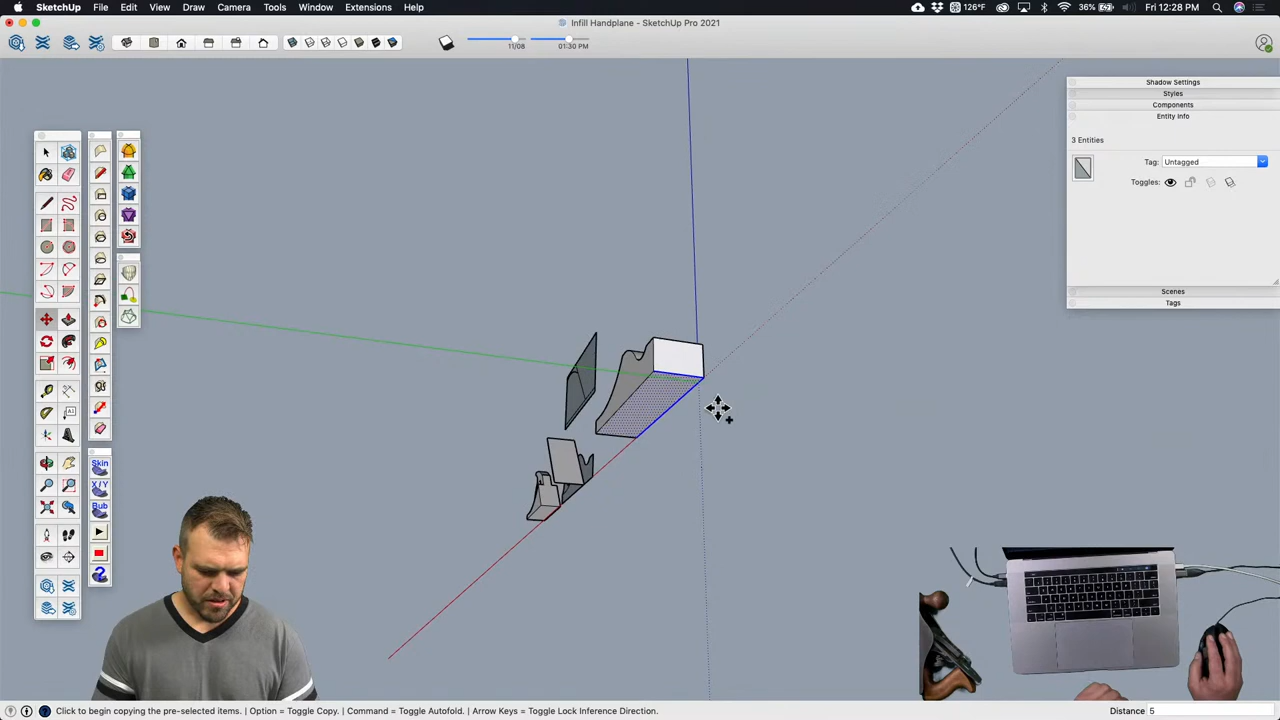 SketchUp File Edit View Draw Camera Tools Window Extensions Help
126°F 36% Fri 12:28 PM
Infill Handplane - SketchUp Pro 2021
11/08 01:30 PM
Shadow Settings
Styles
Components
Entity Info
3 Entities
Tag: Untagged
Toggles:
Scenes
Tags
Skin
X/Y
Bub
Click to begin copying the pre-selected items. | Option = Toggle Copy. | Command = Toggle Autofold. | Arrow Keys = Toggle Lock Inference Direction.
Distance 5